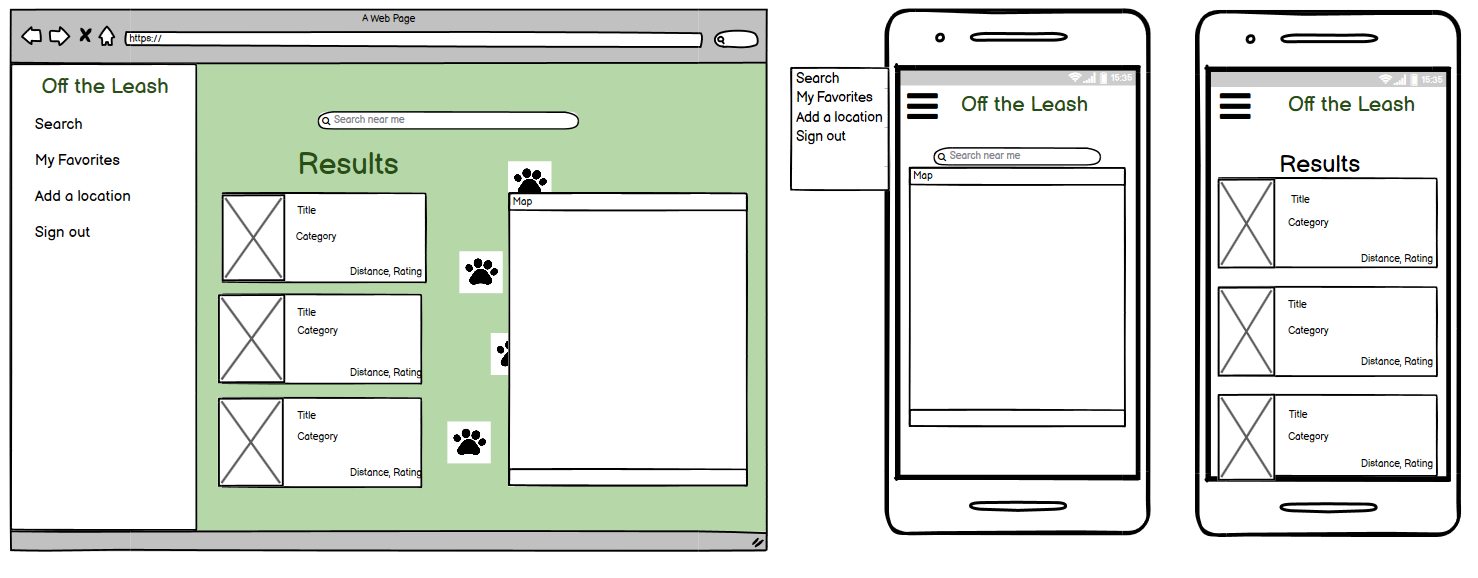 A Web Page
https://
Off the Leash
Search
My Favorites
Add a location
Sign out
Search near me
Results
Title
Category
Distance, Rating
Title
Category
Distance, Rating
Title
Category
Distance, Rating
Map
Search
My Favorites
Add a location
Sign out
15:35
Off the Leash
Search near me
Map
15:35
Off the Leash
Results
Title
Category
Distance, Rating
Title
Category
Distance, Rating
Title
Category
Distance, Rating